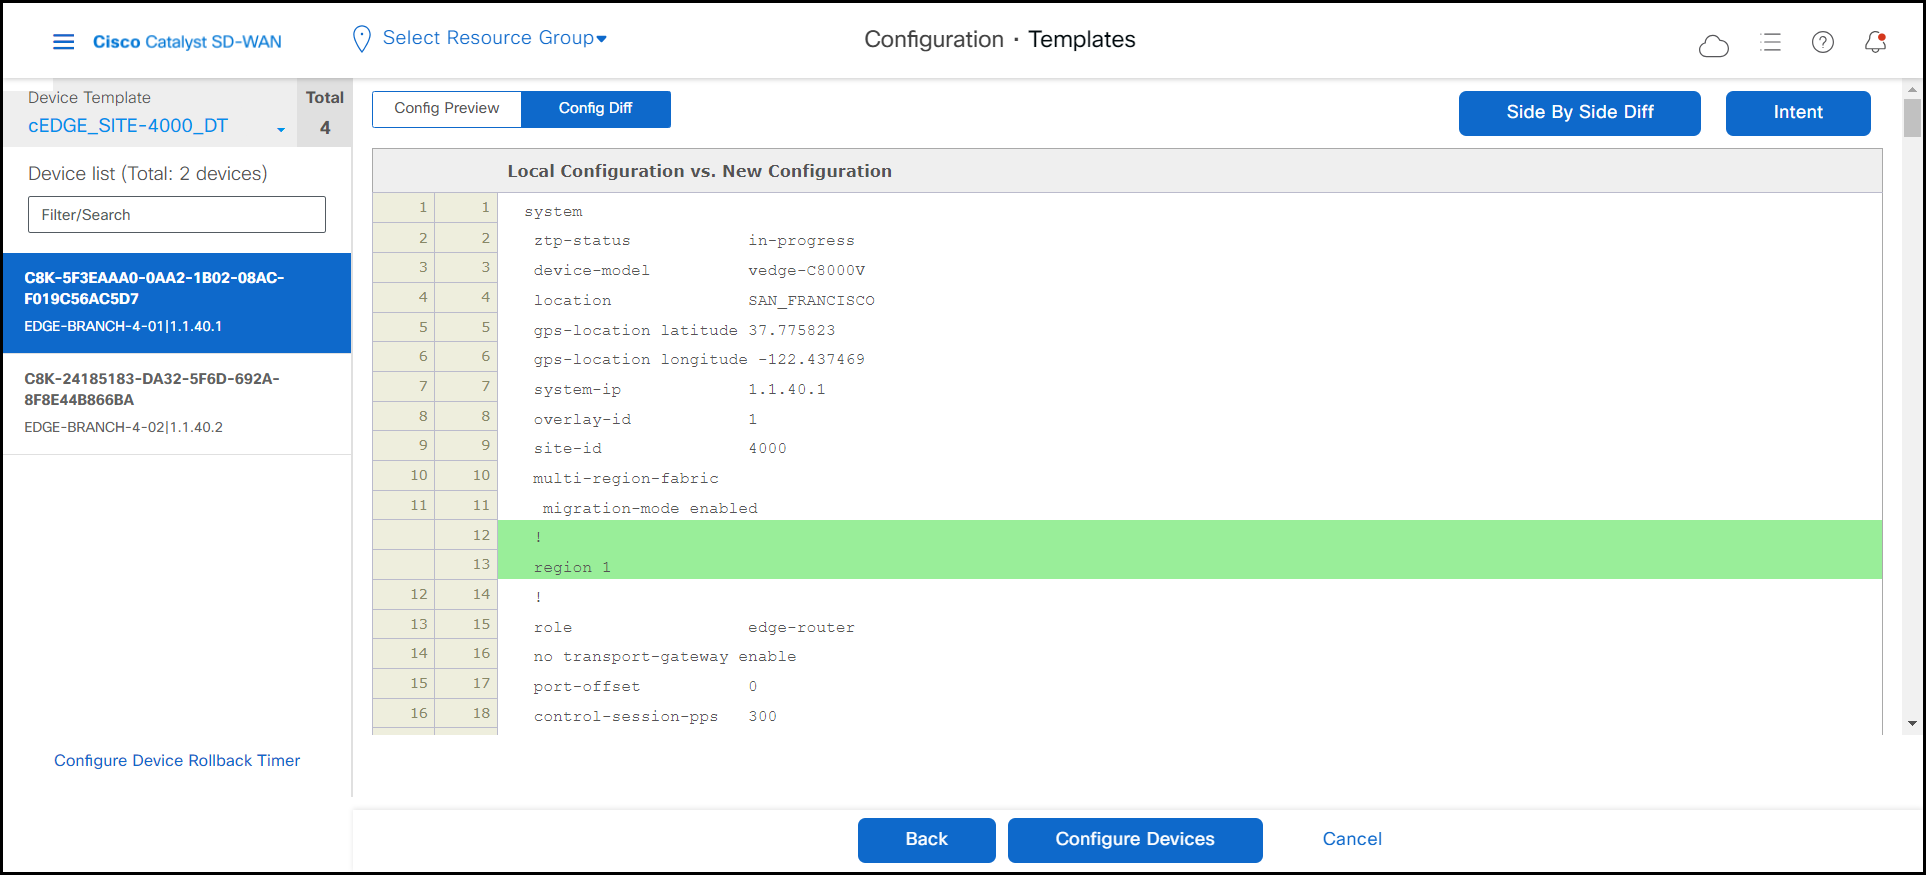 Cisco Catalyst SD-WAN
Select Resource Group
Configuration · Templates
Device Template
cEDGE_SITE-4000_DT
Total
4
Device list (Total: 2 devices)
Filter/Search
C8K-5F3EAAA0-0AA2-1B02-08AC-
F019C56AC5D7
EDGE-BRANCH-4-01|1.1.40.1
C8K-24185183-DA32-5F6D-692A-
8F8E44B866BA
EDGE-BRANCH-4-02|1.1.40.2
Configure Device Rollback Timer
Config Preview
Config Diff
Side By Side Diff
Intent
Local Configuration vs. New Configuration
1 1 system
2 2 ztp-status in-progress
3 3 device-model vedge-C8000V
4 4 location SAN_FRANCISCO
5 5 gps-location latitude 37.775823
6 6 gps-location longitude -122.437469
7 7 system-ip 1.1.40.1
8 8 overlay-id 1
9 9 site-id 4000
10 10 multi-region-fabric
11 11 migration-mode enabled
12 !
13 region 1
12 14 !
13 15 role edge-router
14 16 no transport-gateway enable
15 17 port-offset 0
16 18 control-session-pps 300
Back
Configure Devices
Cancel